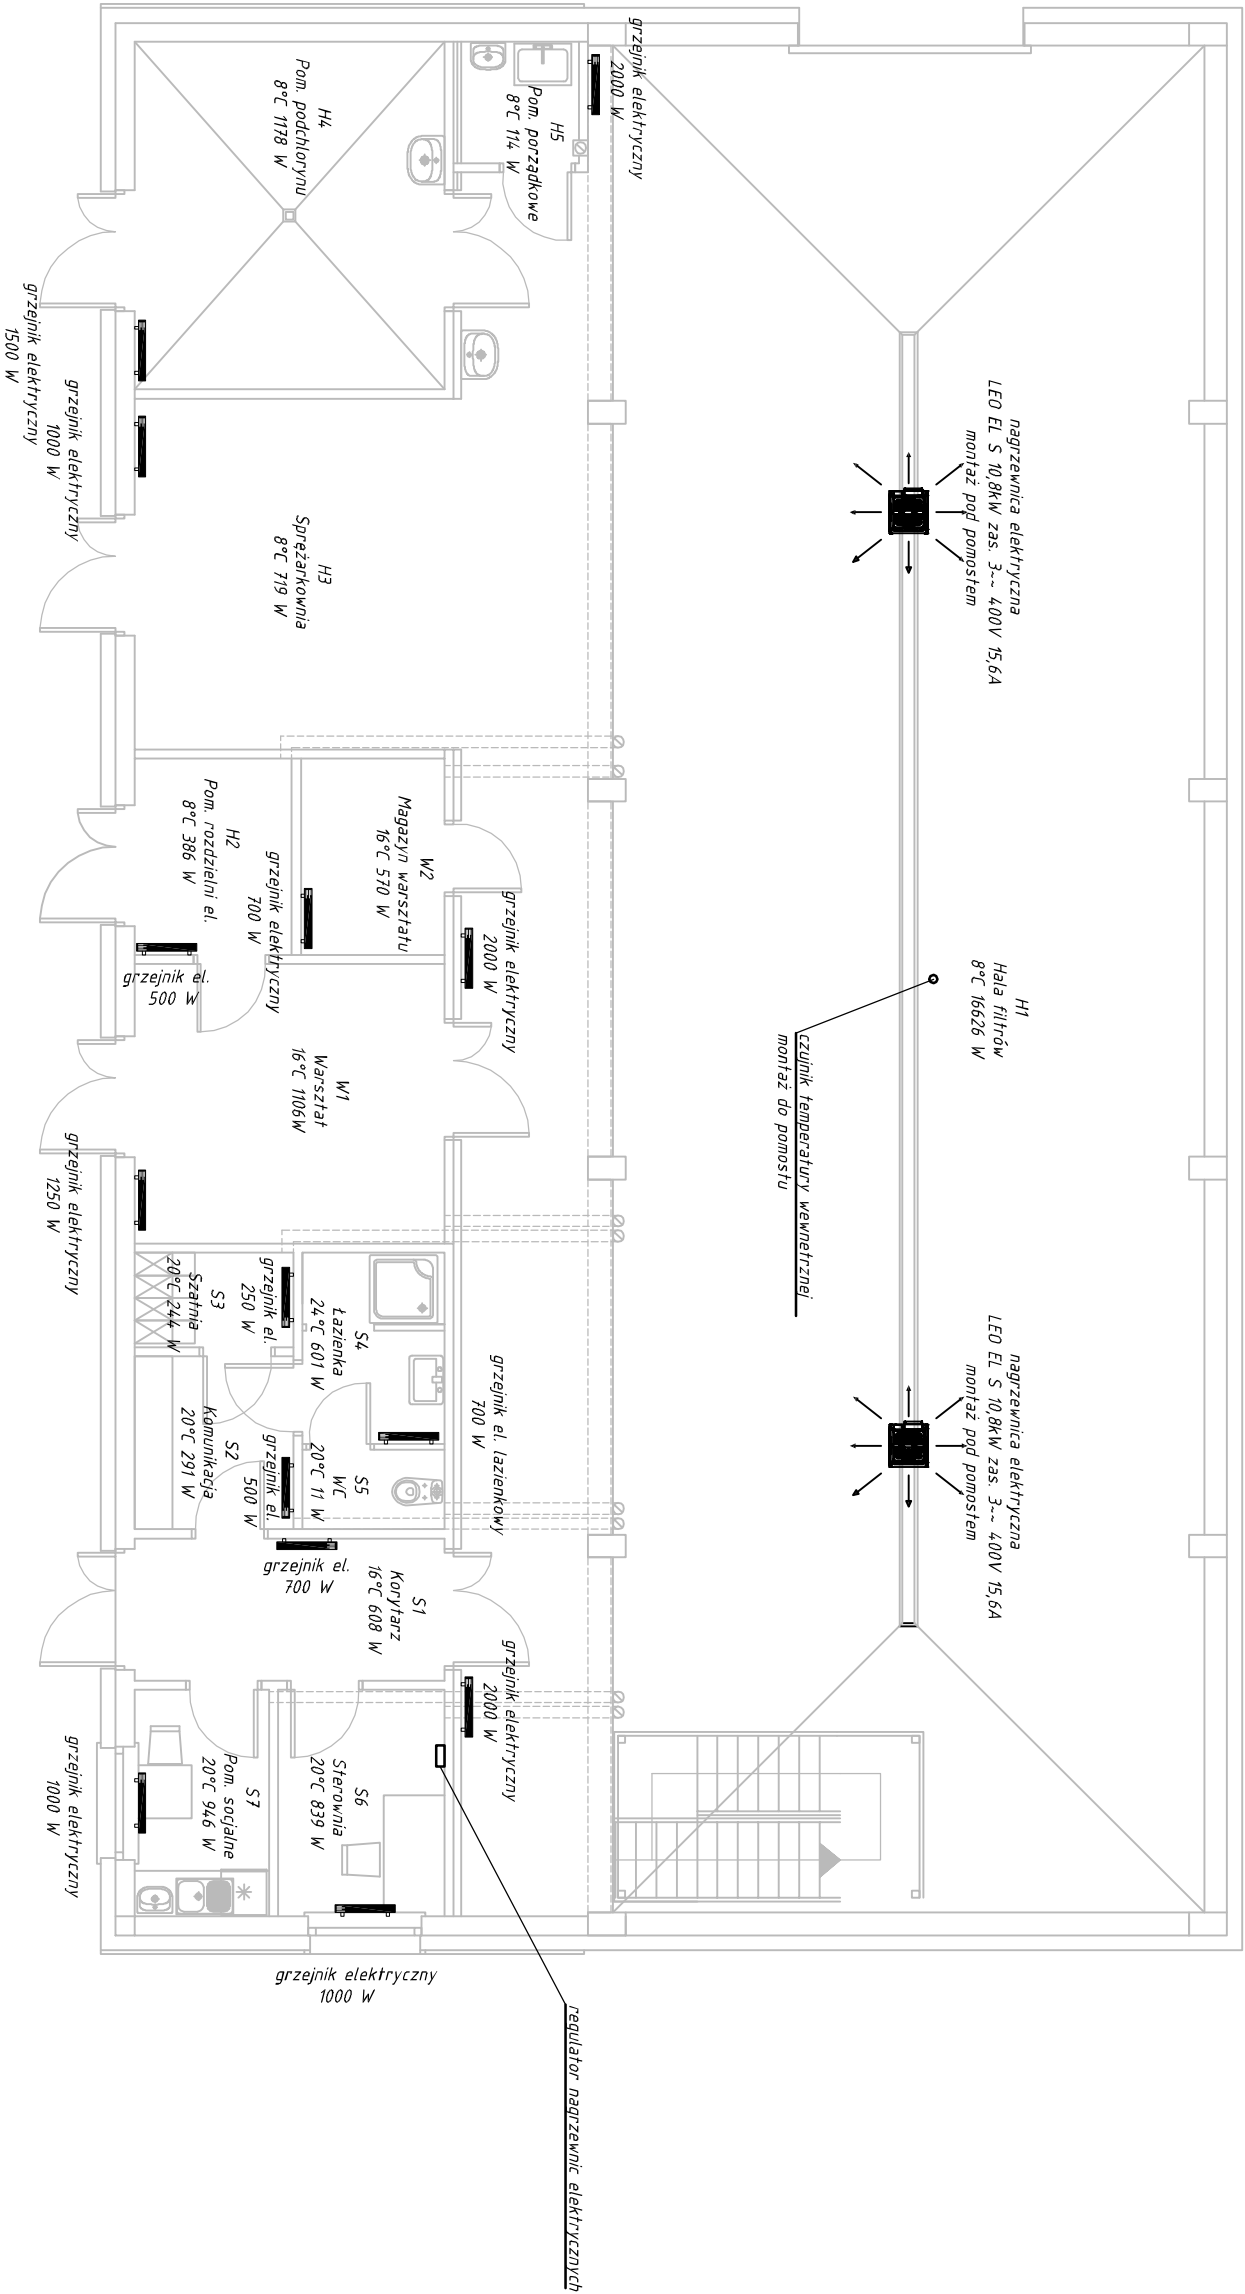 grzejnik elektryczny
2000 W
H5
Pom. porządkowe
8°C 114 W
H4
Pom. podchlorynu
8°C 1178 W
grzejnik elektryczny
1500 W
grzejnik elektryczny
1000 W
nagrzewnica elektryczna
LEO EL S 10,8kW zas. 3~~ 400V 15,6A
montaż pod pomostem
H3
Sprężarkownia
8°C 719 W
H2
Pom. rozdzielni el.
8°C 386 W
W2
Magazyn warsztatu
16°C 570 W
grzejnik elektryczny
700 W
grzejnik elektryczny
2000 W
grzejnik el.
500 W
H1
Hala filtrów
8°C 16626 W
czujnik temperatury wewnetrznej
montaż do pomostu
W1
Warsztat
16°C 1106W
grzejnik elektryczny
1250 W
S3
Szatnia
20°C 244 W
grzejnik el.
250 W
S4
Łazienka
24°C 601 W
grzejnik el. lazienkowy
700 W
nagrzewnica elektryczna
LEO EL S 10,8kW zas. 3~~ 400V 15,6A
montaż pod pomostem
S2
Komunikacja
20°C 291 W
grzejnik el.
500 W
S5
WC
20°C 11 W
grzejnik el.
700 W
S1
Korytarz
16°C 608 W
grzejnik elektryczny
2000 W
S7
Pom. socjalne
20°C 946 W
S6
Sterownia
20°C 839 W
grzejnik elektryczny
1000 W
grzejnik elektryczny
1000 W
regulator nagrzewnic elektrycznych